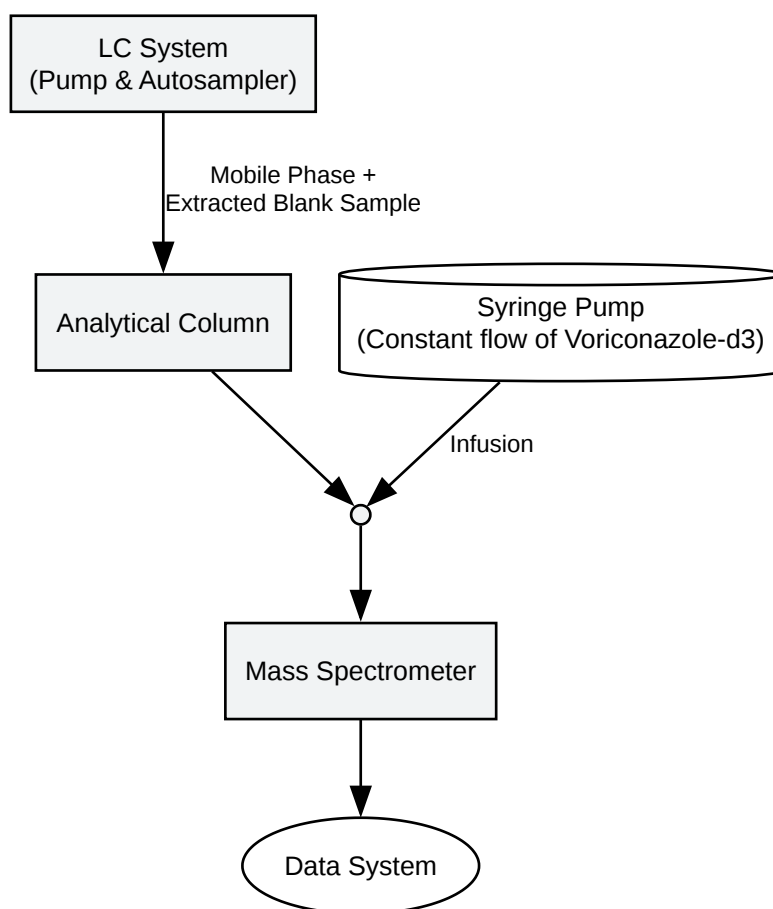 LC System
(Pump & Autosampler)
Mobile Phase +
Extracted Blank Sample
Analytical Column
Syringe Pump
(Constant flow of Voriconazole-d3)
Infusion
Mass Spectrometer
Data System